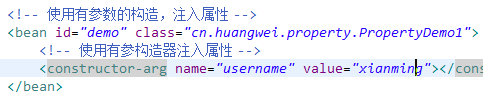 <!-- 使用有参数的构造，注入属性 -->
<bean id="demo" class="cn.huangwei.property.PropertyDemo1">
<!-- 使用有参构造器注入属性 -->
<constructor-arg name="username" value="xianming"></cons
</bean>